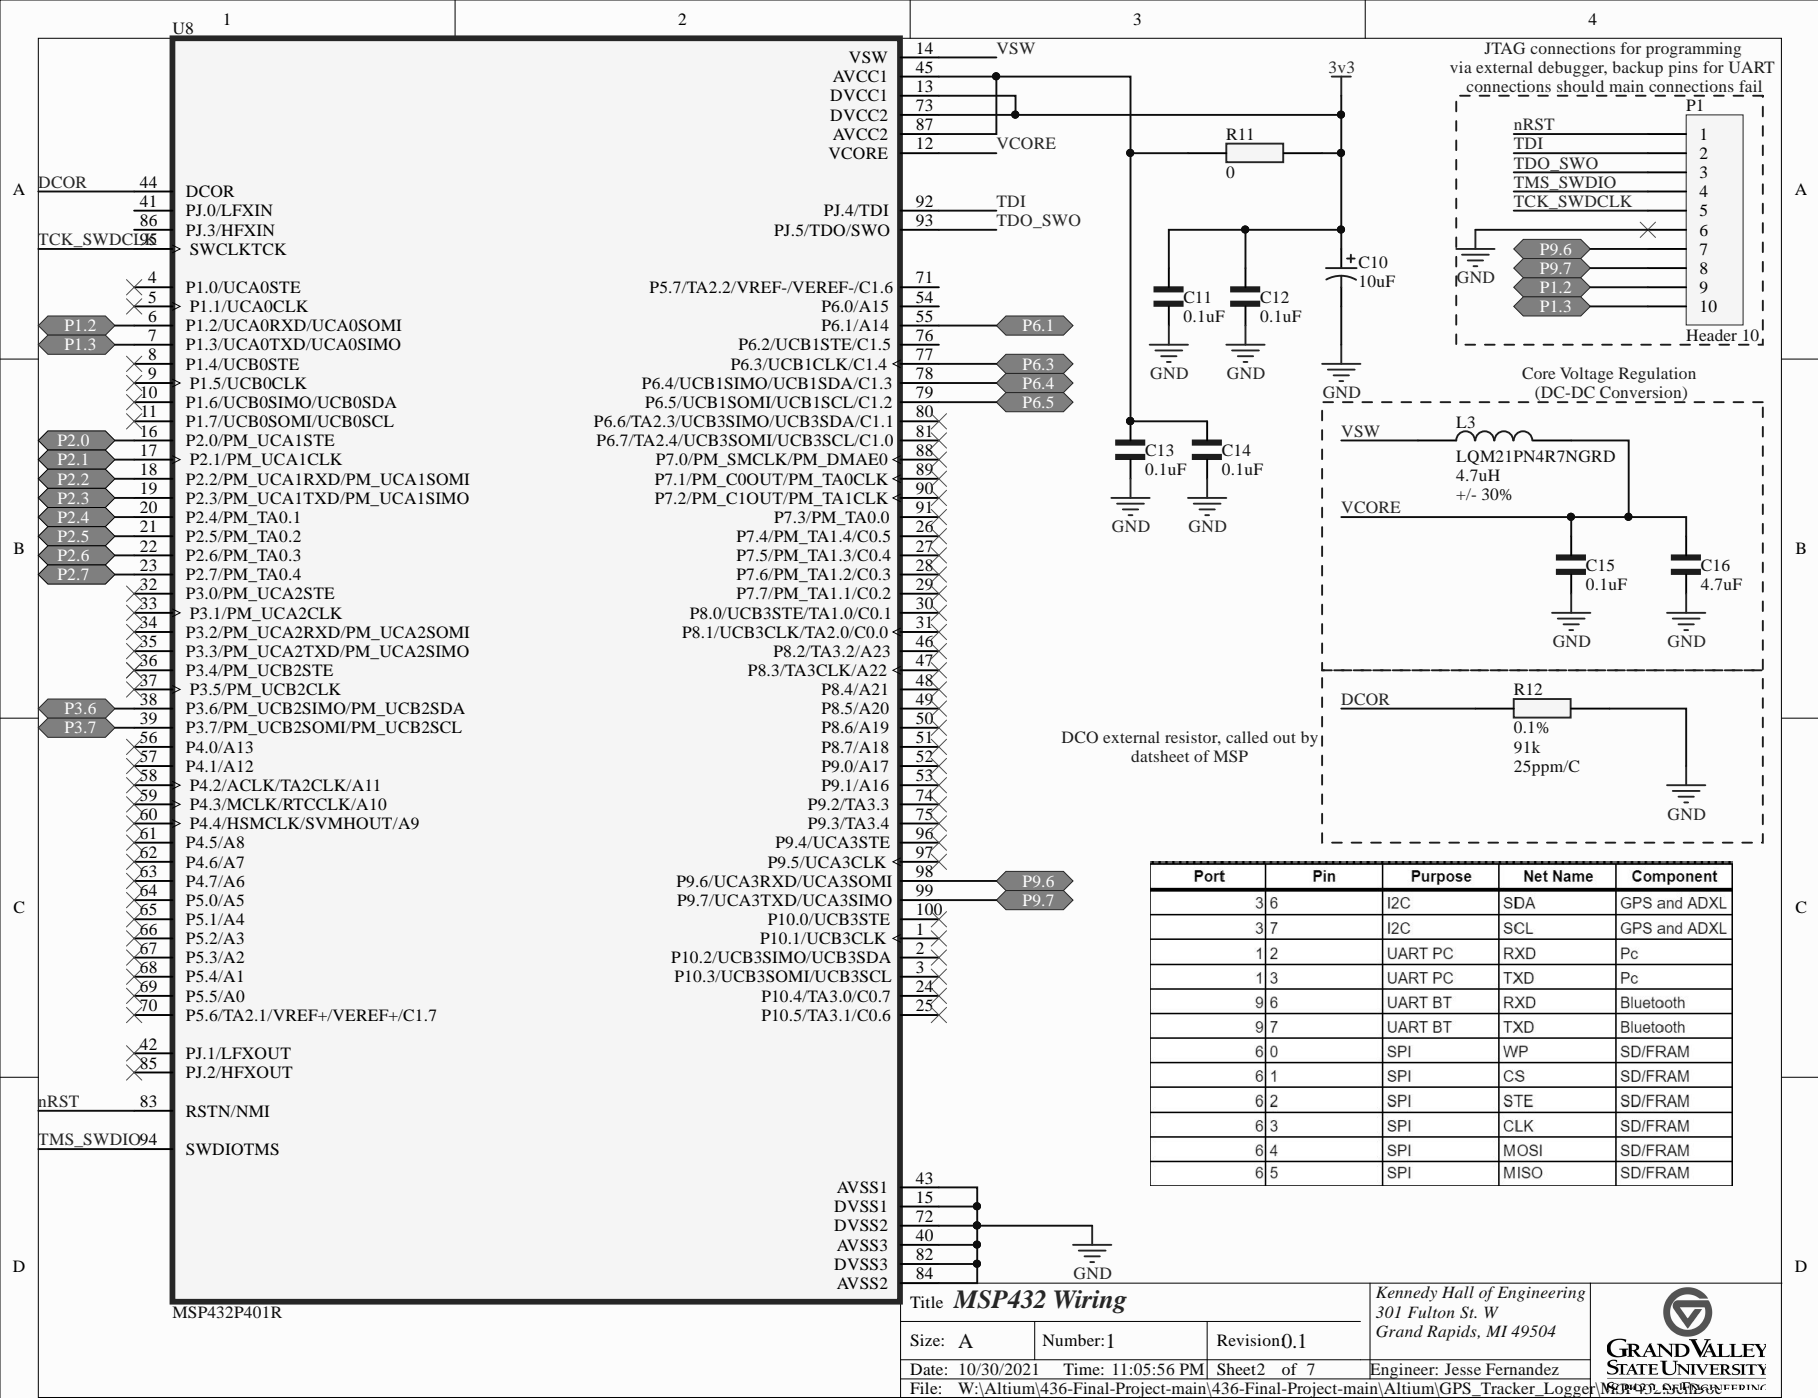 1 2 3 4
A
B
C
D
A
B
C
D
U8
MSP432P401R
DCOR 44 DCOR
41 PJ.0/LFXIN
86 PJ.3/HFXIN
TCK_SWDCLK 95 SWCLKTCK
4 P1.0/UCA0STE
5 P1.1/UCA0CLK
P1.2 6 P1.2/UCA0RXD/UCA0SOMI
P1.3 7 P1.3/UCA0TXD/UCA0SIMO
8 P1.4/UCB0STE
9 P1.5/UCB0CLK
10 P1.6/UCB0SIMO/UCB0SDA
11 P1.7/UCB0SOMI/UCB0SCL
P2.0 16 P2.0/PM_UCA1STE
P2.1 17 P2.1/PM_UCA1CLK
P2.2 18 P2.2/PM_UCA1RXD/PM_UCA1SOMI
P2.3 19 P2.3/PM_UCA1TXD/PM_UCA1SIMO
P2.4 20 P2.4/PM_TA0.1
P2.5 21 P2.5/PM_TA0.2
P2.6 22 P2.6/PM_TA0.3
P2.7 23 P2.7/PM_TA0.4
32 P3.0/PM_UCA2STE
33 P3.1/PM_UCA2CLK
34 P3.2/PM_UCA2RXD/PM_UCA2SOMI
35 P3.3/PM_UCA2TXD/PM_UCA2SIMO
36 P3.4/PM_UCB2STE
37 P3.5/PM_UCB2CLK
P3.6 38 P3.6/PM_UCB2SIMO/PM_UCB2SDA
P3.7 39 P3.7/PM_UCB2SOMI/PM_UCB2SCL
56 P4.0/A13
57 P4.1/A12
58 P4.2/ACLK/TA2CLK/A11
59 P4.3/MCLK/RTCCLK/A10
60 P4.4/HSMCLK/SVMHOUT/A9
61 P4.5/A8
62 P4.6/A7
63 P4.7/A6
64 P5.0/A5
65 P5.1/A4
66 P5.2/A3
67 P5.3/A2
68 P5.4/A1
69 P5.5/A0
70 P5.6/TA2.1/VREF+/VEREF+/C1.7
42 PJ.1/LFXOUT
85 PJ.2/HFXOUT
nRST 83 RSTN/NMI
TMS_SWDIO 94 SWDIOTMS
VSW 14 VSW
AVCC1 45
DVCC1 13
DVCC2 73
AVCC2 87
VCORE 12 VCORE
PJ.4/TDI 92 TDI
PJ.5/TDO/SWO 93 TDO_SWO
P5.7/TA2.2/VREF-/VEREF-/C1.6 71
P6.0/A15 54
P6.1/A14 55 P6.1
P6.2/UCB1STE/C1.5 76
P6.3/UCB1CLK/C1.4 77 P6.3
P6.4/UCB1SIMO/UCB1SDA/C1.3 78 P6.4
P6.5/UCB1SOMI/UCB1SCL/C1.2 79 P6.5
P6.6/TA2.3/UCB3SIMO/UCB3SDA/C1.1 80
P6.7/TA2.4/UCB3SOMI/UCB3SCL/C1.0 81
P7.0/PM_SMCLK/PM_DMAE0 88
P7.1/PM_C0OUT/PM_TA0CLK 89
P7.2/PM_C1OUT/PM_TA1CLK 90
P7.3/PM_TA0.0 91
P7.4/PM_TA1.4/C0.5 26
P7.5/PM_TA1.3/C0.4 27
P7.6/PM_TA1.2/C0.3 28
P7.7/PM_TA1.1/C0.2 29
P8.0/UCB3STE/TA1.0/C0.1 30
P8.1/UCB3CLK/TA2.0/C0.0 31
P8.2/TA3.2/A23 46
P8.3/TA3CLK/A22 47
P8.4/A21 48
P8.5/A20 49
P8.6/A19 50
P8.7/A18 51
P9.0/A17 52
P9.1/A16 53
P9.2/TA3.3 74
P9.3/TA3.4 75
P9.4/UCA3STE 96
P9.5/UCA3CLK 97
P9.6/UCA3RXD/UCA3SOMI 98 P9.6
P9.7/UCA3TXD/UCA3SIMO 99 P9.7
P10.0/UCB3STE 100
P10.1/UCB3CLK 1
P10.2/UCB3SIMO/UCB3SDA 2
P10.3/UCB3SOMI/UCB3SCL 3
P10.4/TA3.0/C0.7 24
P10.5/TA3.1/C0.6 25
AVSS1 43
DVSS1 15
DVSS2 72
AVSS3 40
DVSS3 82
AVSS2 84
GND
3v3
R11
0
C11
0.1uF
GND
C12
0.1uF
GND
+ C10
10uF
GND
C13
0.1uF
GND
C14
0.1uF
GND
JTAG connections for programming
via external debugger, backup pins for UART
connections should main connections fail
P1
nRST 1
TDI 2
TDO_SWO 3
TMS_SWDIO 4
TCK_SWDCLK 5
6
P9.6 7
P9.7 8
P1.2 9
P1.3 10
GND
Header 10
Core Voltage Regulation
(DC-DC Conversion)
VSW
L3
LQM21PN4R7NGRD
4.7uH
+/- 30%
VCORE
C15
0.1uF
GND
C16
4.7uF
GND
DCO external resistor, called out by
datsheet of MSP
DCOR
R12
0.1%
91k
25ppm/C
GND
Port Pin Purpose Net Name Component
3 6 I2C SDA GPS and ADXL
3 7 I2C SCL GPS and ADXL
1 2 UART PC RXD Pc
1 3 UART PC TXD Pc
9 6 UART BT RXD Bluetooth
9 7 UART BT TXD Bluetooth
6 0 SPI WP SD/FRAM
6 1 SPI CS SD/FRAM
6 2 SPI STE SD/FRAM
6 3 SPI CLK SD/FRAM
6 4 SPI MOSI SD/FRAM
6 5 SPI MISO SD/FRAM
Title MSP432 Wiring
Size: A Number:1 Revision:0.1
Date: 10/30/2021 Time: 11:05:56 PM Sheet2 of 7
File: W:\Altium\436-Final-Project-main\436-Final-Project-main\Altium\GPS_Tracker_Logger\
Kennedy Hall of Engineering
301 Fulton St. W
Grand Rapids, MI 49504
Engineer: Jesse Fernandez
GRAND VALLEY
STATE UNIVERSITY